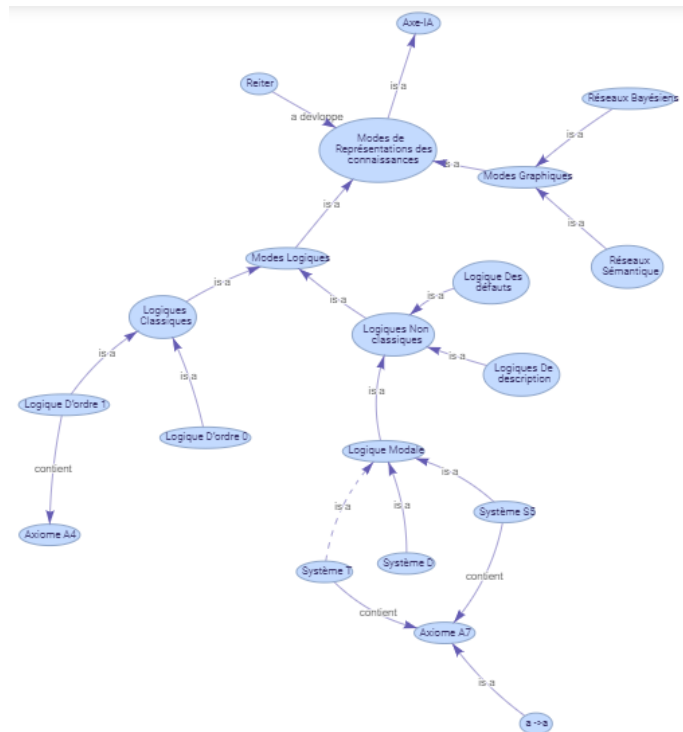 Axe-IA
is a
Reiter
a devloppe
Réseaux Bayésiens
is a
Modes de
Représentations des
connaissances
is a
Modes Graphiques
is a
is a
Réseaux
Sémantique
Modes Logiques
is a
is a
Logique Des
défauts
is a
Logiques
Classiques
Logiques Non
classiques
is a
Logiques De
description
is a
is a
is a
Logique D'ordre 1
Logique D'ordre 0
contient
Axiome A4
Logique Modale
is a
is a
is a
Système S5
Système T
Système D
contient
contient
Axiome A7
is a
a ->a